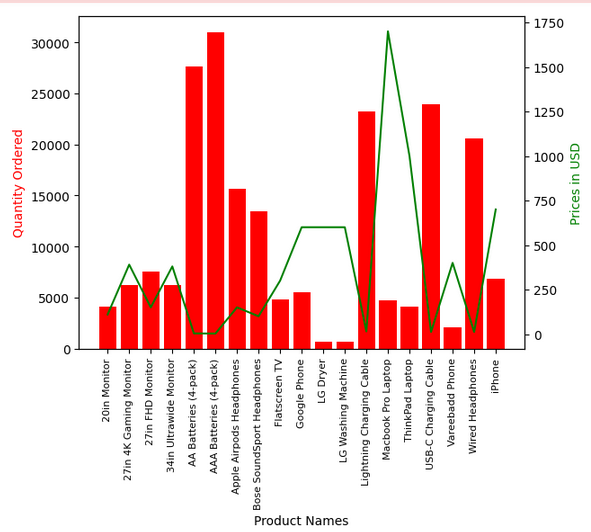 Quantity Ordered
30000
25000
20000
15000
10000
5000
0
1750
1500
1250
1000
750
500
250
0
Prices in USD
20in Monitor
27in 4K Gaming Monitor
27in FHD Monitor
34in Ultrawide Monitor
AA Batteries (4-pack)
AAA Batteries (4-pack)
Apple Airpods Headphones
Bose SoundSport Headphones
Flatscreen TV
Google Phone
LG Dryer
LG Washing Machine
Lightning Charging Cable
Macbook Pro Laptop
ThinkPad Laptop
USB-C Charging Cable
Vareebadd Phone
Wired Headphones
iPhone
Product Names